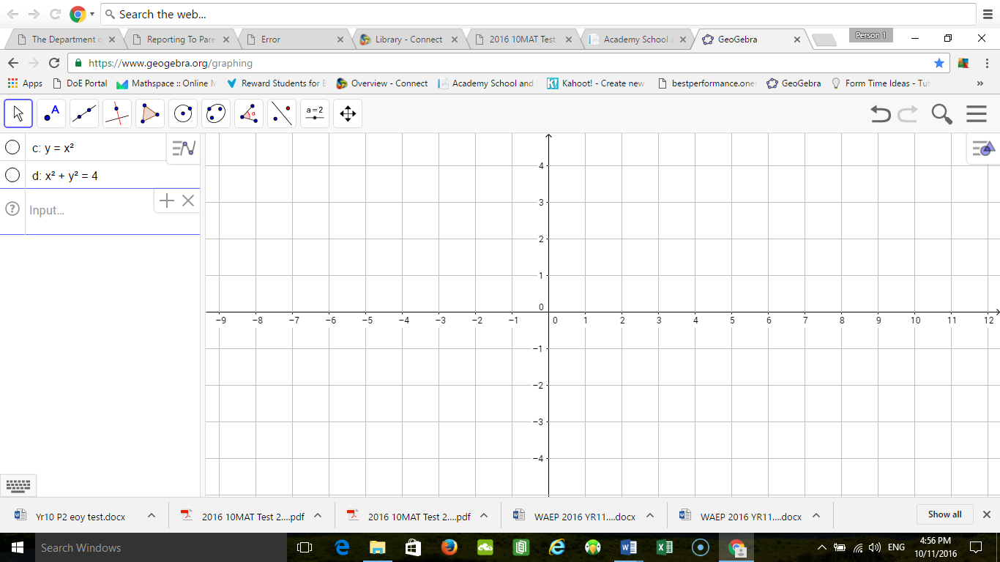 Search the web...
The Department o
Reporting To Pare
Error
Library - Connect
2016 10MAT Test
Academy School a
GeoGebra
Person 1
https://www.geogebra.org/graphing
Apps
DoE Portal
Mathspace :: Online M
Reward Students for B
Overview - Connect
Academy School and
Kahoot! - Create new
bestperformance.one
GeoGebra
Form Time Ideas - Tut
»
A
α
a=2
c: y = x²
d: x² + y² = 4
Input...
4
3
2
1
0
−9 −8 −7 −6 −5 −4 −3 −2 −1 0 1 2 3 4 5 6 7 8 9 10 11 12
−1
−2
−3
−4
Yr10 P2 eoy test.docx
2016 10MAT Test 2....pdf
2016 10MAT Test 2....pdf
WAEP 2016 YR11....docx
WAEP 2016 YR11....docx
Show all
Search Windows
ENG
4:56 PM
10/11/2016